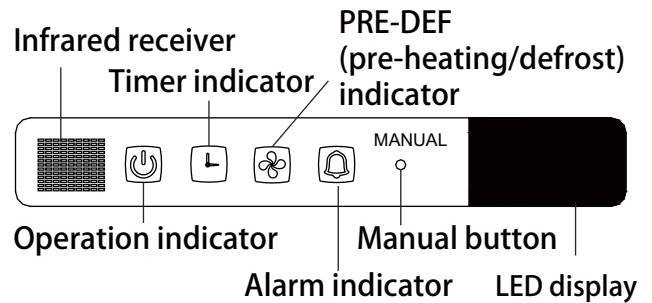 Infrared receiver
Timer indicator
PRE-DEF
(pre-heating/defrost)
indicator
MANUAL
Operation indicator
Manual button
Alarm indicator
LED display